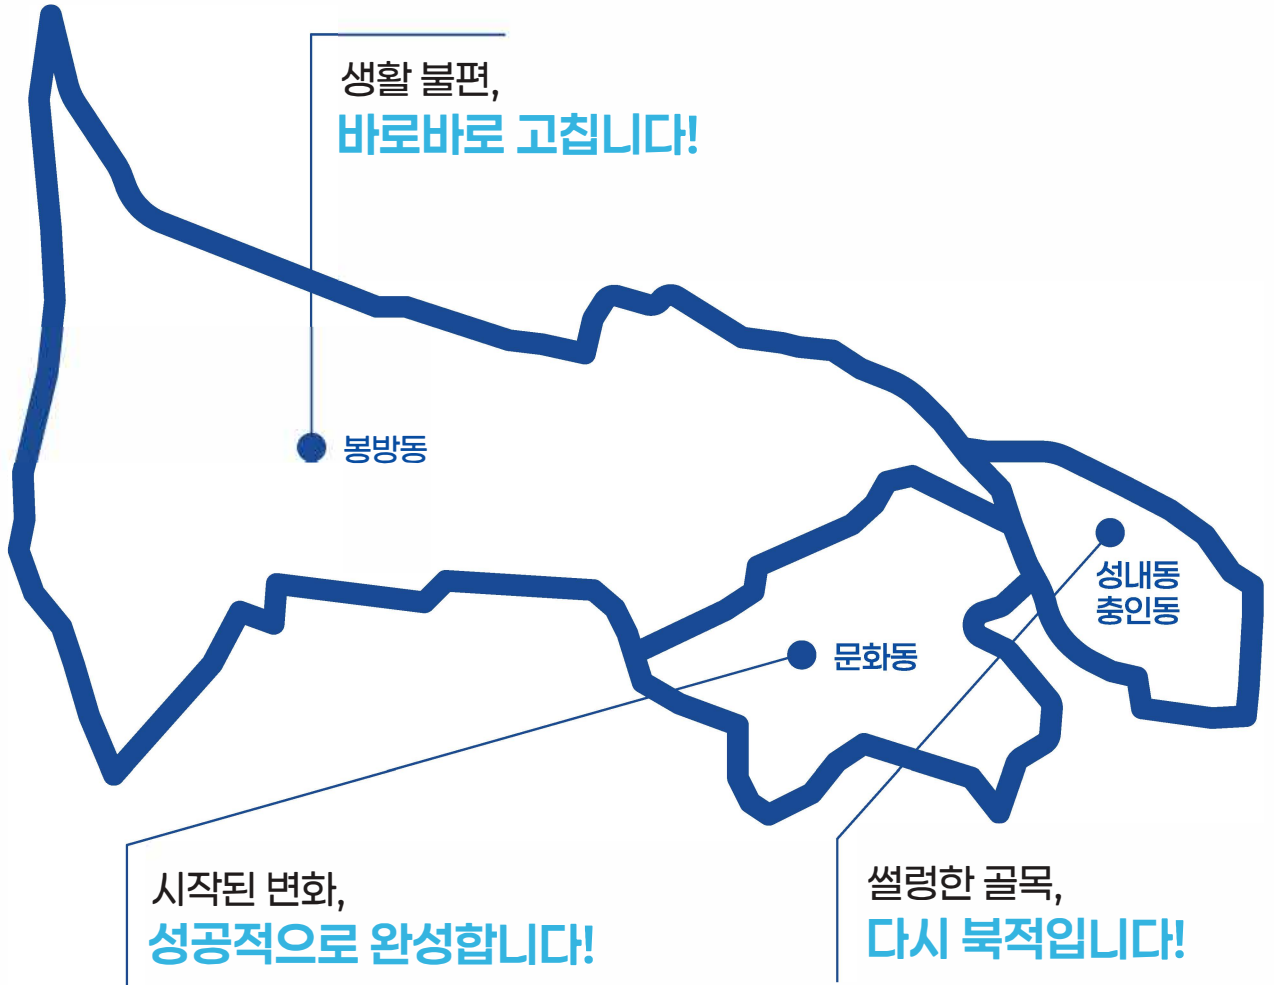 생활 불편,
바로바로 고칩니다!
봉방동
성내동
충인동
문화동
시작된 변화,
성공적으로 완성합니다!
썰렁한 골목,
다시 북적입니다!